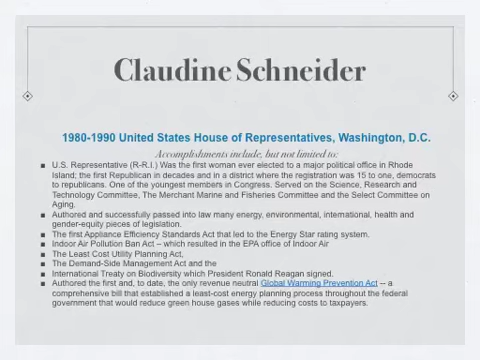 Claudine Schneider
1980-1990 United States House of Representatives, Washington, D.C.
Accomplishments include, but not limited to:
■ U.S. Representative (R-R.I.) Was the first woman ever elected to a major political office in Rhode
Island; the first Republican in decades and in a district where the registration was 15 to one, democrats
to republicans. One of the youngest members in Congress. Served on the Science, Research and
Technology Committee, The Merchant Marine and Fisheries Committee and the Select Committee on
Aging.
■ Authored and successfully passed into law many energy, environmental, international, health and
gender-equity pieces of legislation.
■ The first Appliance Efficiency Standards Act that led to the Energy Star rating system.
■ Indoor Air Pollution Ban Act – which resulted in the EPA office of Indoor Air
■ The Least Cost Utility Planning Act,
■ The Demand-Side Management Act and the
■ International Treaty on Biodiversity which President Ronald Reagan signed.
■ Authored the first and, to date, the only revenue neutral Global Warming Prevention Act -- a
comprehensive bill that established a least-cost energy planning process throughout the federal
government that would reduce green house gases while reducing costs to taxpayers.